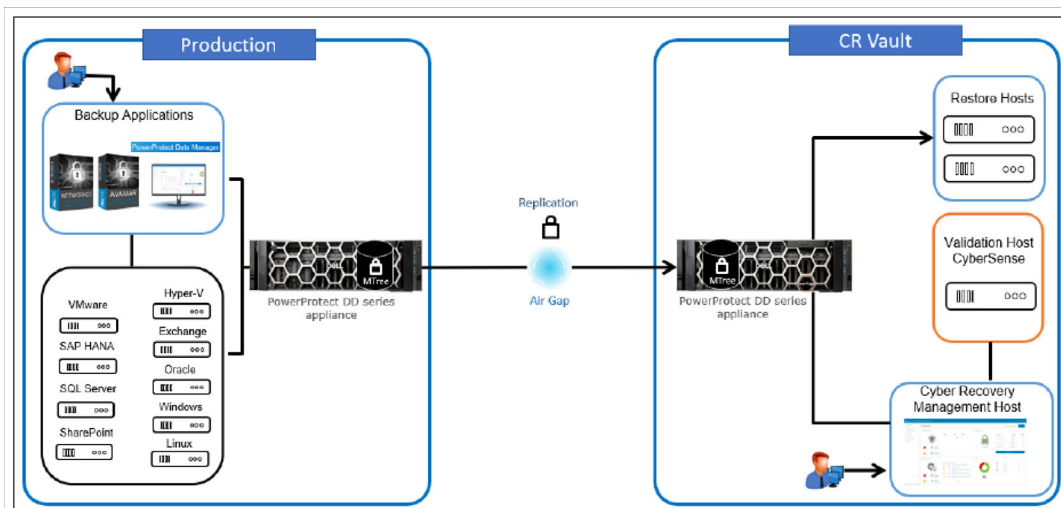 Production
Backup Applications
PowerProtect Data Manager
NETWORKER
AVAMAR
VMware
SAP HANA
SQL Server
SharePoint
Hyper-V
Exchange
Oracle
Windows
Linux
MTree
PowerProtect DD series
appliance
Replication
Air Gap
CR Vault
MTree
PowerProtect DD series
appliance
Restore Hosts
Validation Host
CyberSense
Cyber Recovery
Management Host